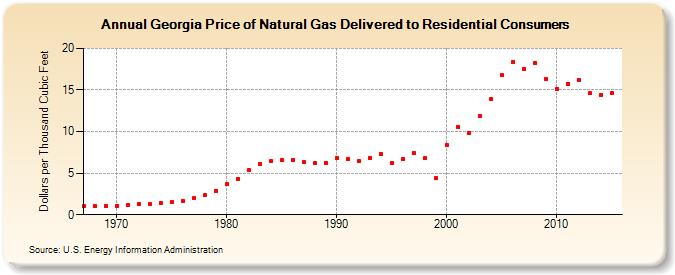 Annual Georgia Price of Natural Gas Delivered to Residential Consumers
Dollars per Thousand Cubic Feet
20
15
10
5
0
1970 1980 1990 2000 2010
Source: U.S. Energy Information Administration